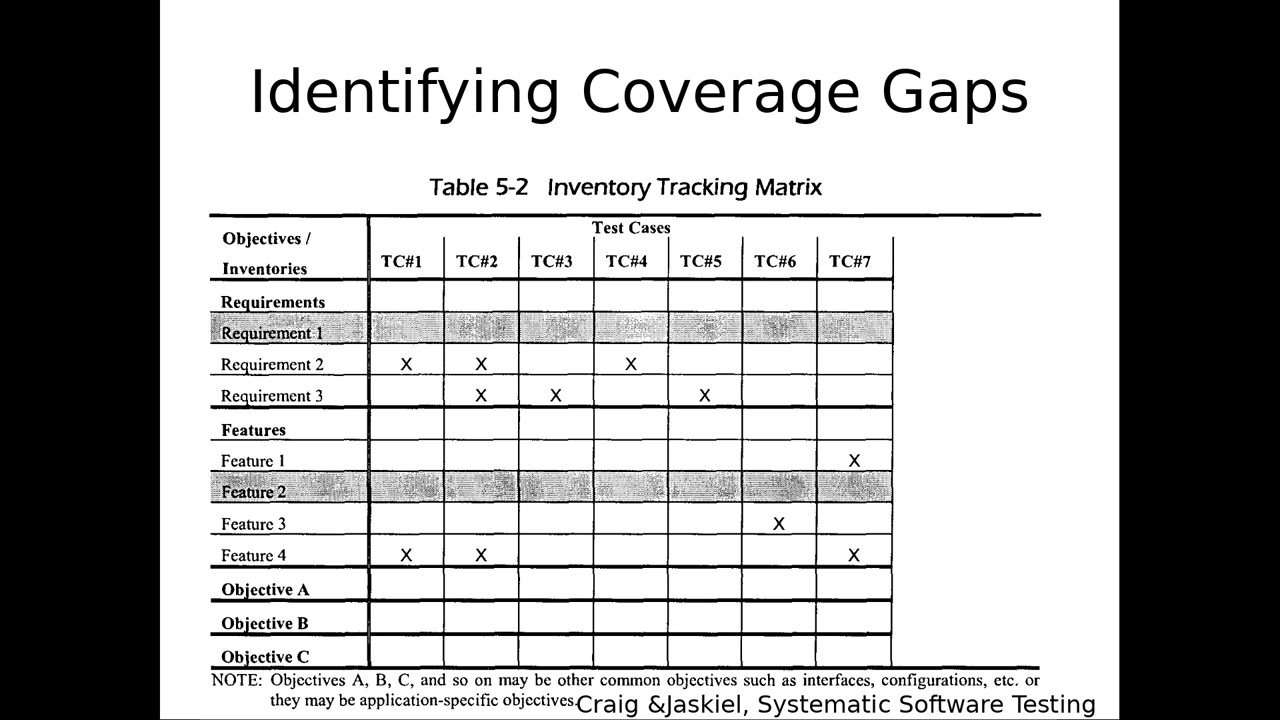 Identifying Coverage Gaps
Table 5-2 Inventory Tracking Matrix
Test Cases
Objectives /
Inventories
TC#1 TC#2 TC#3 TC#4 TC#5 TC#6 TC#7
Requirements
Requirement 1
Requirement 2 X X X
Requirement 3 X X X
Features
Feature 1 X
Feature 2
Feature 3 X
Feature 4 X X X
Objective A
Objective B
Objective C
NOTE: Objectives A, B, C, and so on may be other common objectives such as interfaces, configurations, etc. or
they may be application-specific objectives.
Craig &Jaskiel, Systematic Software Testing